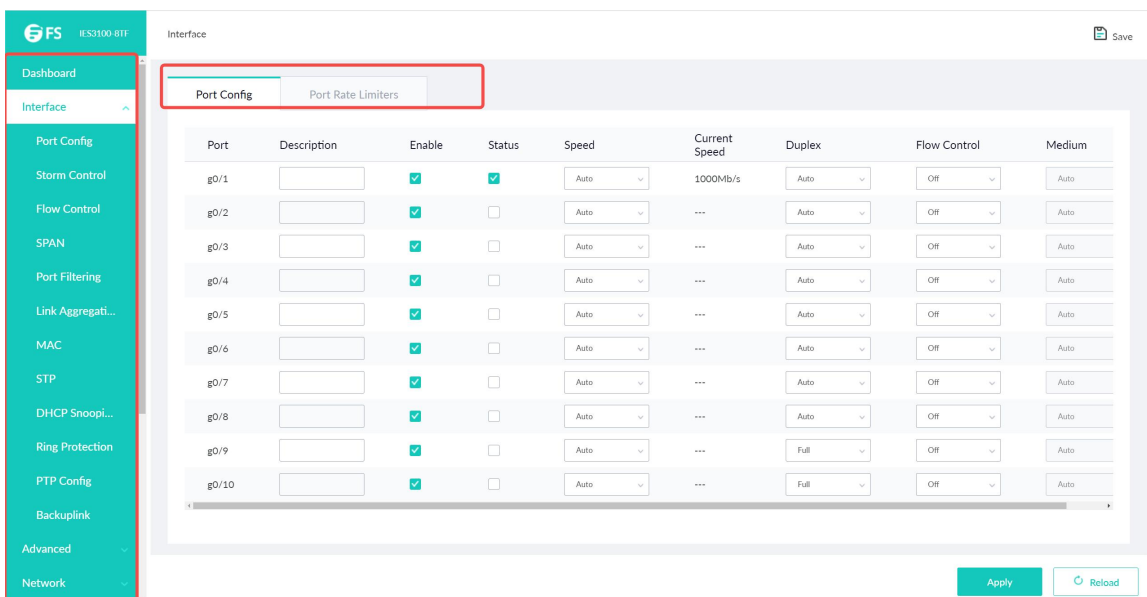 FS IES3100-8TF
Interface
Save
Dashboard
Interface
Port Config
Storm Control
Flow Control
SPAN
Port Filtering
Link Aggregati...
MAC
STP
DHCP Snoopi...
Ring Protection
PTP Config
Backuplink
Advanced
Network
Port Config Port Rate Limiters
Port Description Enable Status Speed Current Speed Duplex Flow Control Medium
g0/1 Auto 1000Mb/s Auto Off Auto
g0/2 Auto --- Auto Off Auto
g0/3 Auto --- Auto Off Auto
g0/4 Auto --- Auto Off Auto
g0/5 Auto --- Auto Off Auto
g0/6 Auto --- Auto Off Auto
g0/7 Auto --- Auto Off Auto
g0/8 Auto --- Auto Off Auto
g0/9 Auto --- Full Off Auto
g0/10 Auto --- Full Off Auto
Apply Reload